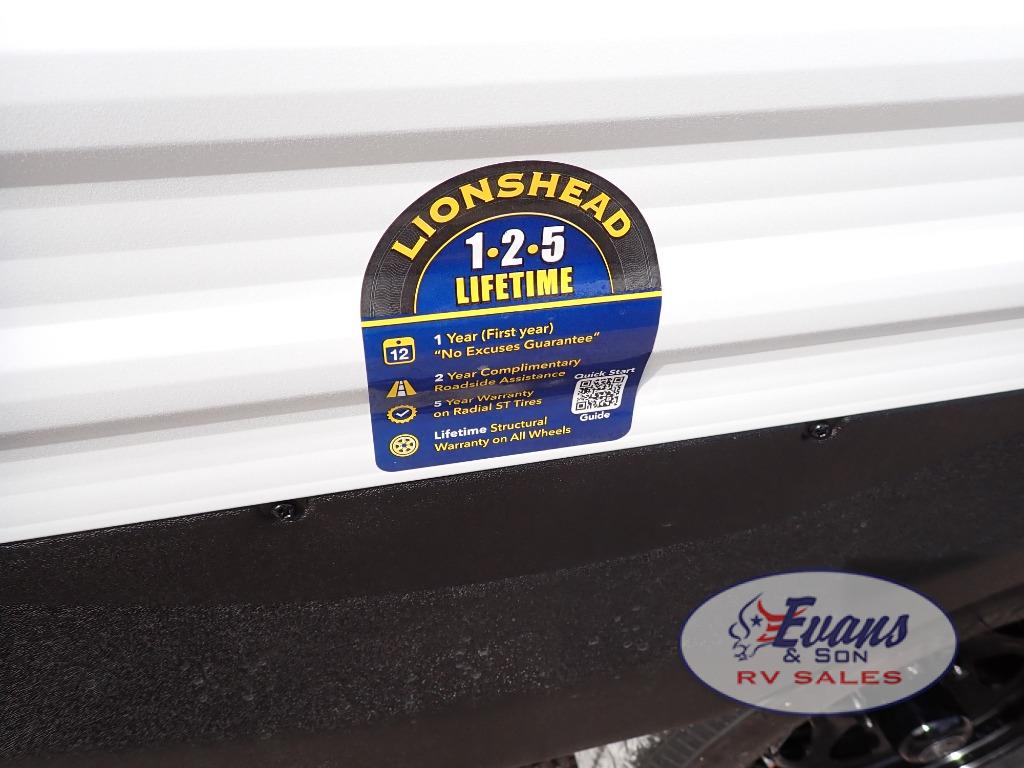 LIONSHEAD
1·2·5
LIFETIME
12
1 Year (First year)
"No Excuses Guarantee"
2 Year Complimentary
Roadside Assistance
5 Year Warranty
on Radial ST Tires
Quick Start
Guide
Lifetime Structural
Warranty on All Wheels
Evans
& SON
RV SALES